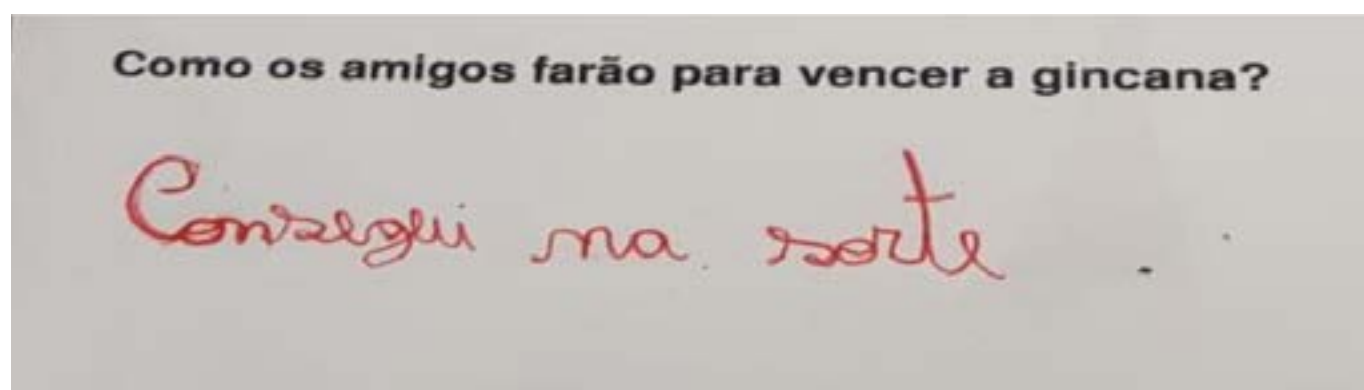 Como os amigos farão para vencer a gincana?
Consegui na sorte .